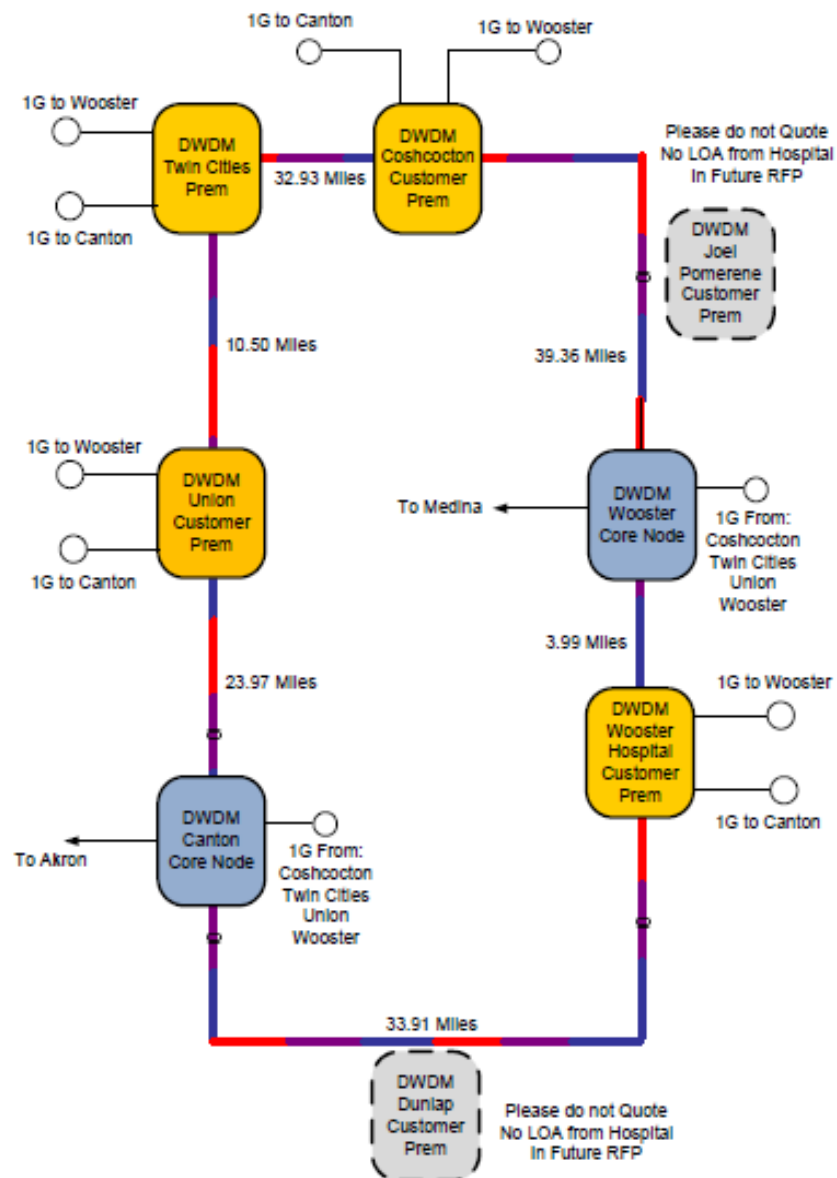 1G to Canton
1G to Wooster
1G to Wooster
DWDM
Twin Cities
Prem
1G to Canton
32.93 Miles
DWDM
Coshcocton
Customer
Prem
Please do not Quote
No LOA from Hospital
In Future RFP
DWDM
Joel
Pomerene
Customer
Prem
10.50 Miles
39.36 Miles
1G to Wooster
DWDM
Union
Customer
Prem
1G to Canton
To Medina
DWDM
Wooster
Core Node
1G From:
Coshcocton
Twin Cities
Union
Wooster
23.97 Miles
3.99 Miles
DWDM
Wooster
Hospital
Customer
Prem
1G to Wooster
1G to Canton
To Akron
DWDM
Canton
Core Node
1G From:
Coshcocton
Twin Cities
Union
Wooster
33.91 Miles
DWDM
Dunlap
Customer
Prem
Please do not Quote
No LOA from Hospital
In Future RFP